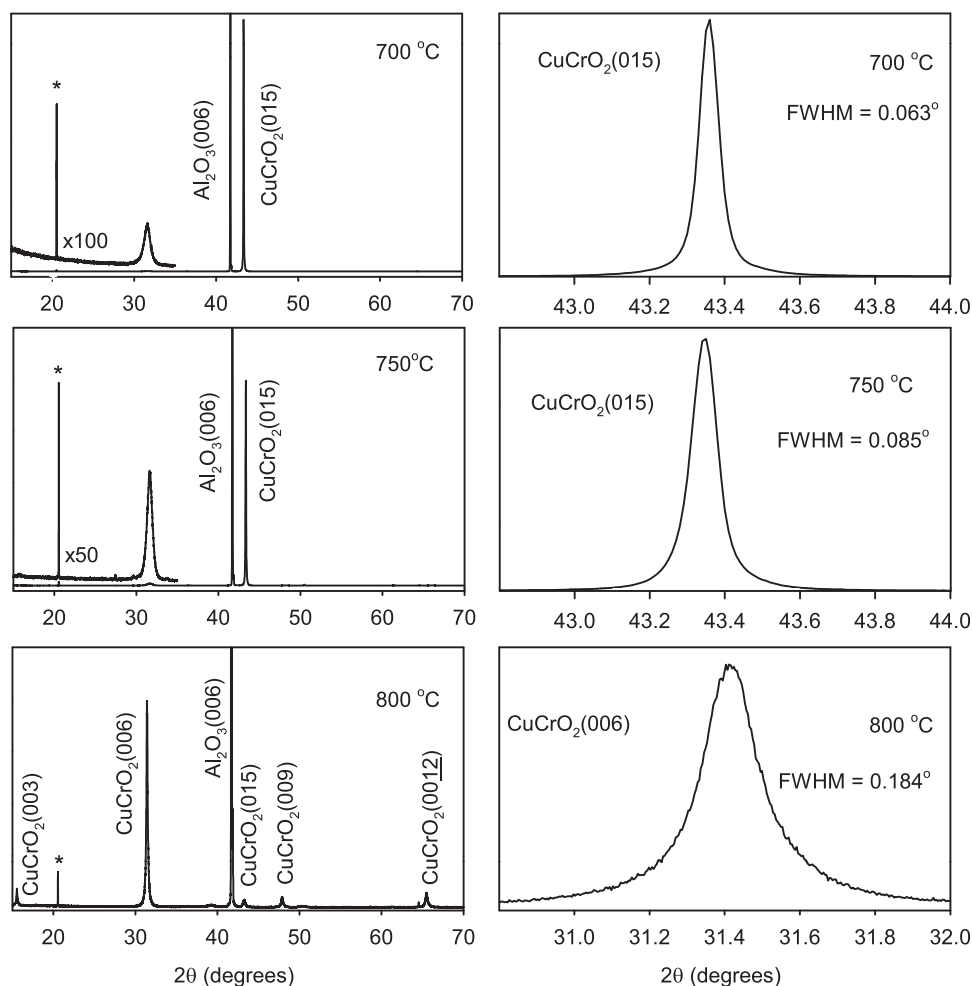 700 °C
*
x100
Al₂O₃(006)
CuCrO₂(015)
20 30 40 50 60 70
CuCrO₂(015)
700 °C
FWHM = 0.063°
43.0 43.2 43.4 43.6 43.8 44.0
750°C
*
x50
Al₂O₃(006)
CuCrO₂(015)
20 30 40 50 60 70
CuCrO₂(015)
750 °C
FWHM = 0.085°
43.0 43.2 43.4 43.6 43.8 44.0
800 °C
CuCrO₂(003)
*
CuCrO₂(006)
Al₂O₃(006)
CuCrO₂(015)
CuCrO₂(009)
CuCrO₂(0012)
20 30 40 50 60 70
2θ (degrees)
CuCrO₂(006)
800 °C
FWHM = 0.184°
31.0 31.2 31.4 31.6 31.8 32.0
2θ (degrees)